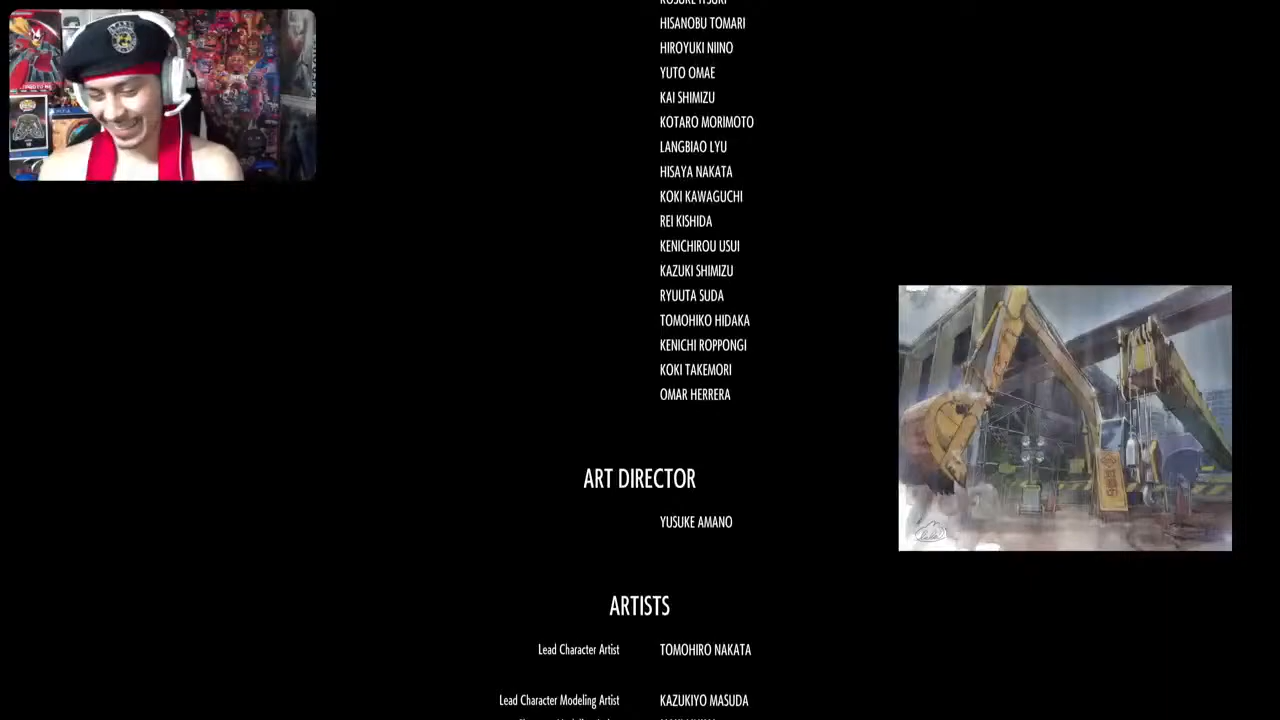 HISANOBU TOMARI
HIROYUKI NIINO
YUTO OMAE
KAI SHIMIZU
KOTARO MORIMOTO
LANGBIAO LYU
HISAYA NAKATA
KOKI KAWAGUCHI
REI KISHIDA
KENICHIROU USUI
KAZUKI SHIMIZU
RYUUTA SUDA
TOMOHIKO HIDAKA
KENICHI ROPPONGI
KOKI TAKEMORI
OMAR HERRERA
ART DIRECTOR
YUSUKE AMANO
ARTISTS
Lead Character Artist TOMOHIRO NAKATA
Lead Character Modeling Artist KAZUKIYO MASUDA